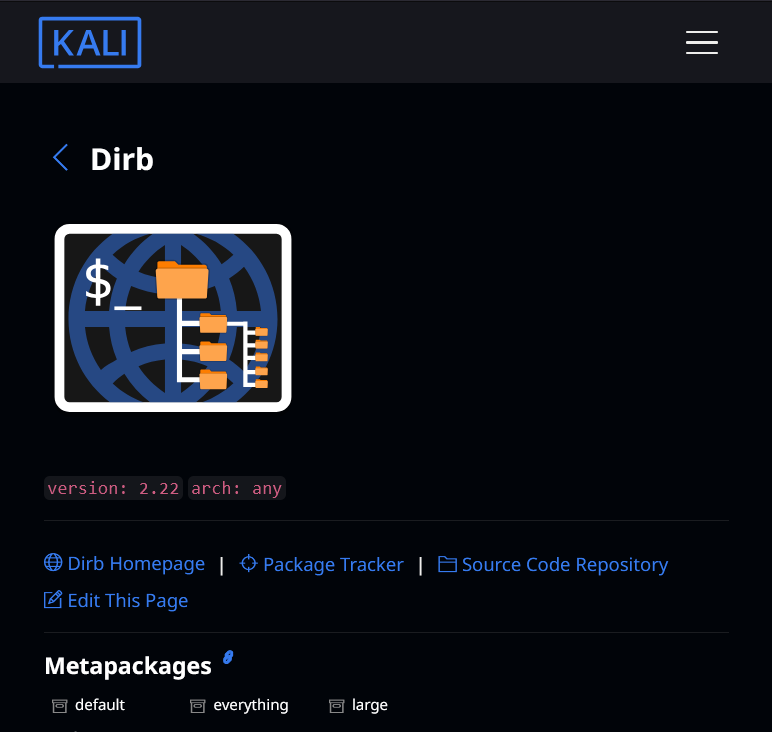 KALI
Dirb
$_
version: 2.22 arch: any
Dirb Homepage | Package Tracker | Source Code Repository
Edit This Page
Metapackages
default everything large